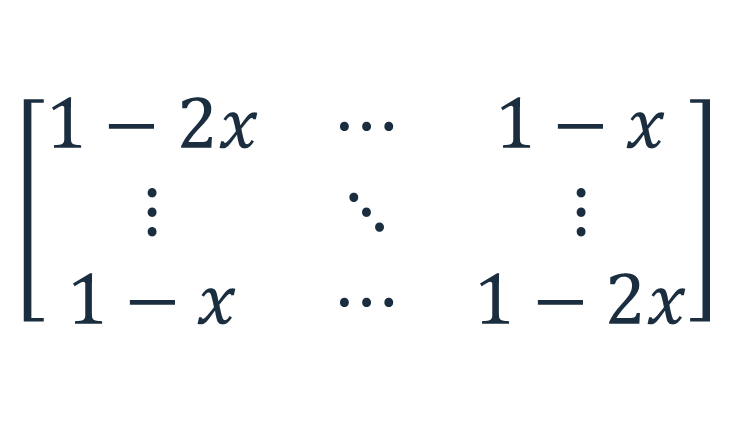 1 − 2𝑥 ⋯ 1 − 𝑥
⋮ ⋱ ⋮
1 − 𝑥 ⋯ 1 − 2𝑥